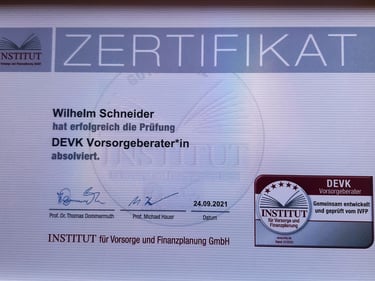 INSTITUT
ZERTIFIKAT
Wilhelm Schneider
hat erfolgreich die Prüfung
DEVK Vorsorgeberater*in
absolviert.
INSTITUT
Prof. Dr. Thomas Dommermuth
Prof. Michael Hauer
24.09.2021
Datum
INSTITUT für Vorsorge und Finanzplanung GmbH
DEVK
Vorsorgeberater
INSTITUT
für Vorsorge und
Finanzplanung
Gemeinsam entwickelt
und geprüft vom IVFP